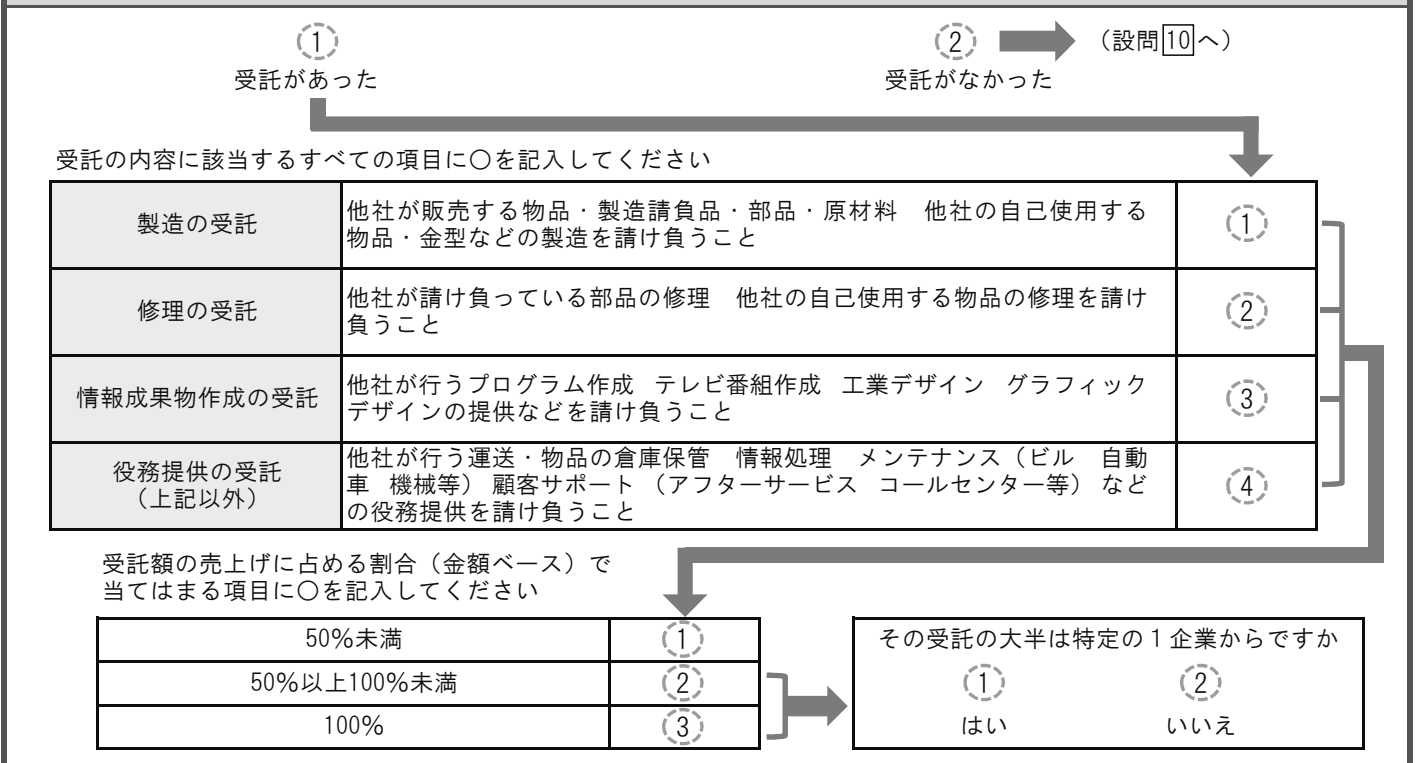 ① ② （設問10へ）
受託があった 受託がなかった
受託の内容に該当するすべての項目に○を記入してください
製造の受託
他社が販売する物品・製造請負品・部品・原材料　他社の自己使用する
物品・金型などの製造を請け負うこと
①
修理の受託
他社が請け負っている部品の修理　他社の自己使用する物品の修理を請け
負うこと
②
情報成果物作成の受託
他社が行うプログラム作成　テレビ番組作成　工業デザイン　グラフィック
デザインの提供などを請け負うこと
③
役務提供の受託
（上記以外）
他社が行う運送・物品の倉庫保管　情報処理　メンテナンス（ビル　自動
車　機械等）顧客サポート（アフターサービス　コールセンター等）など
の役務提供を請け負うこと
④
受託額の売上げに占める割合（金額ベース）で
当てはまる項目に○を記入してください
50％未満 ①
50％以上100％未満 ②
100％ ③
その受託の大半は特定の１企業からですか
① ②
はい いいえ